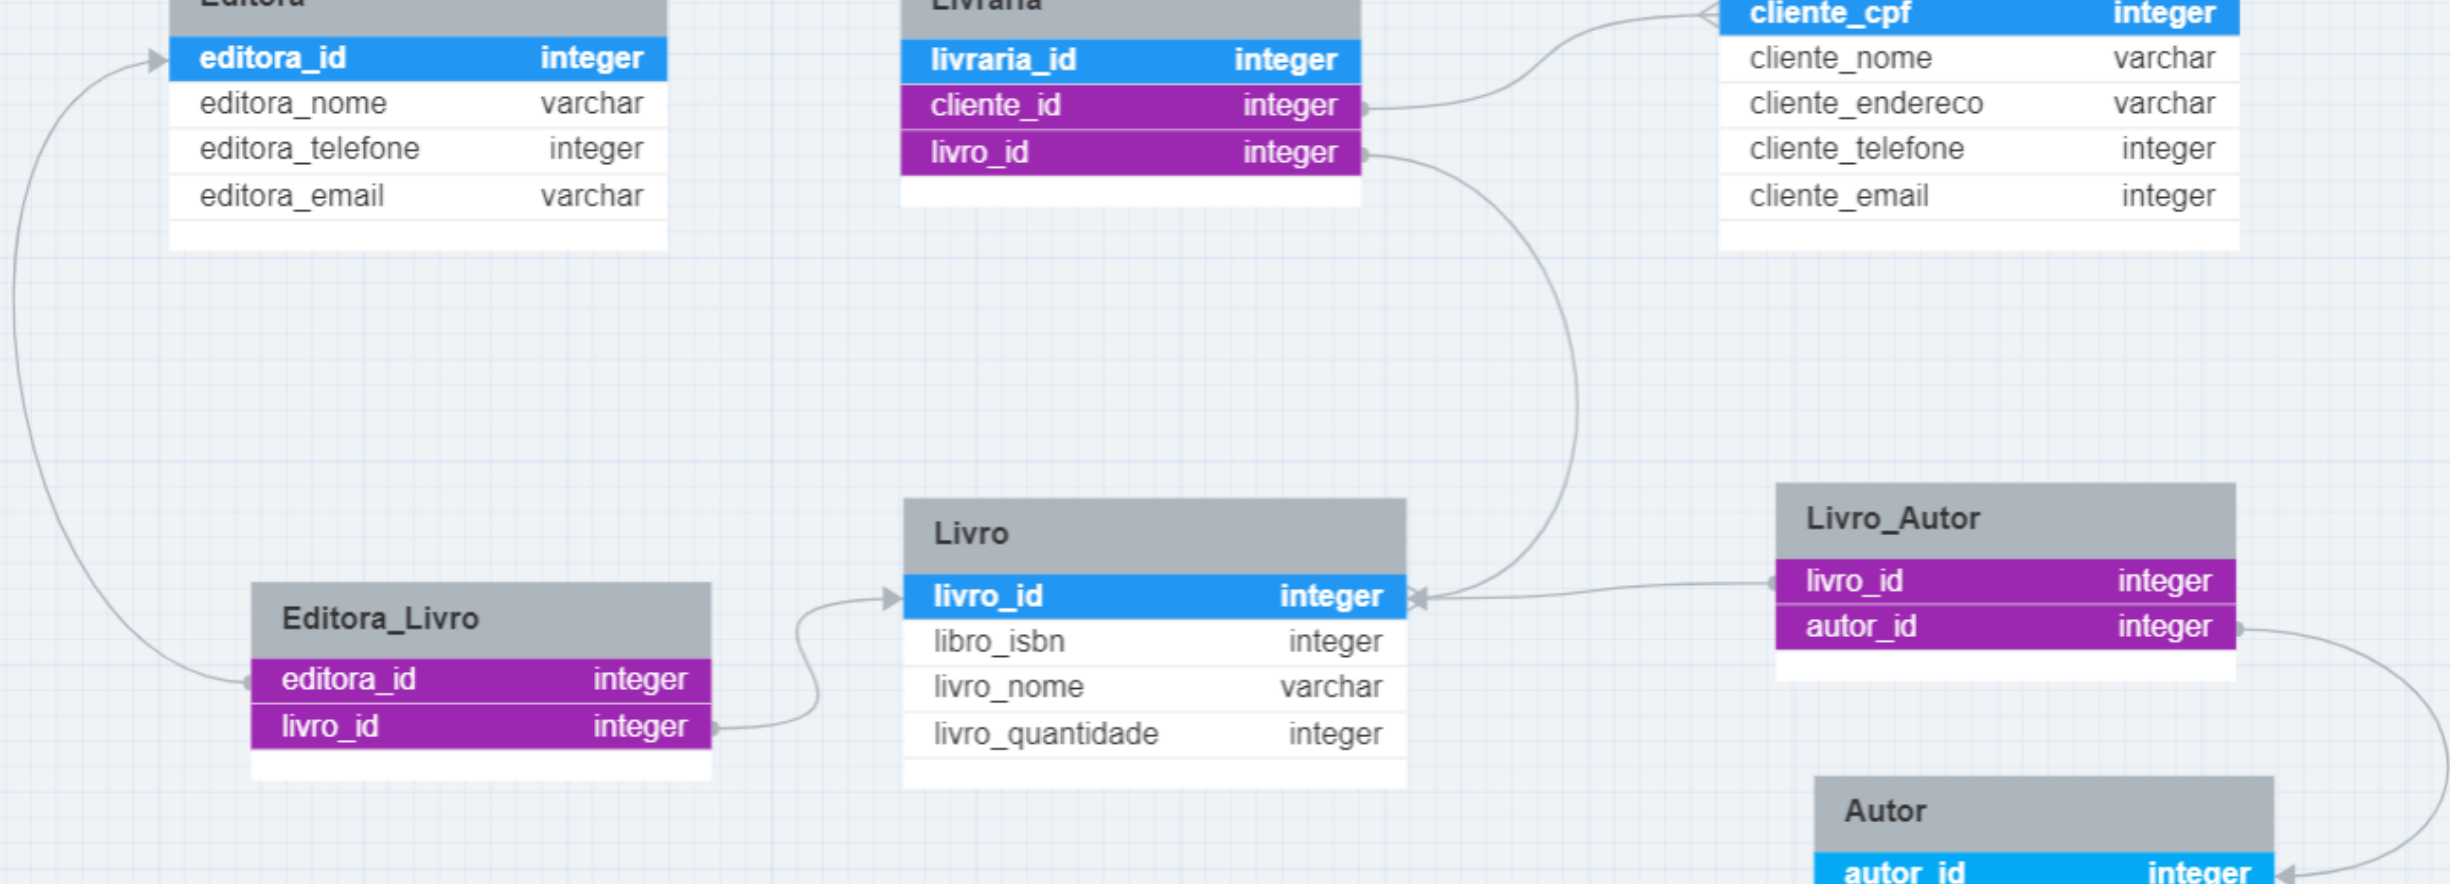 Editora
editora_id integer
editora_nome varchar
editora_telefone integer
editora_email varchar
Livraria
livraria_id integer
cliente_id integer
livro_id integer
cliente_cpf integer
cliente_nome varchar
cliente_endereco varchar
cliente_telefone integer
cliente_email integer
Editora_Livro
editora_id integer
livro_id integer
Livro
livro_id integer
libro_isbn integer
livro_nome varchar
livro_quantidade integer
Livro_Autor
livro_id integer
autor_id integer
Autor
autor_id integer